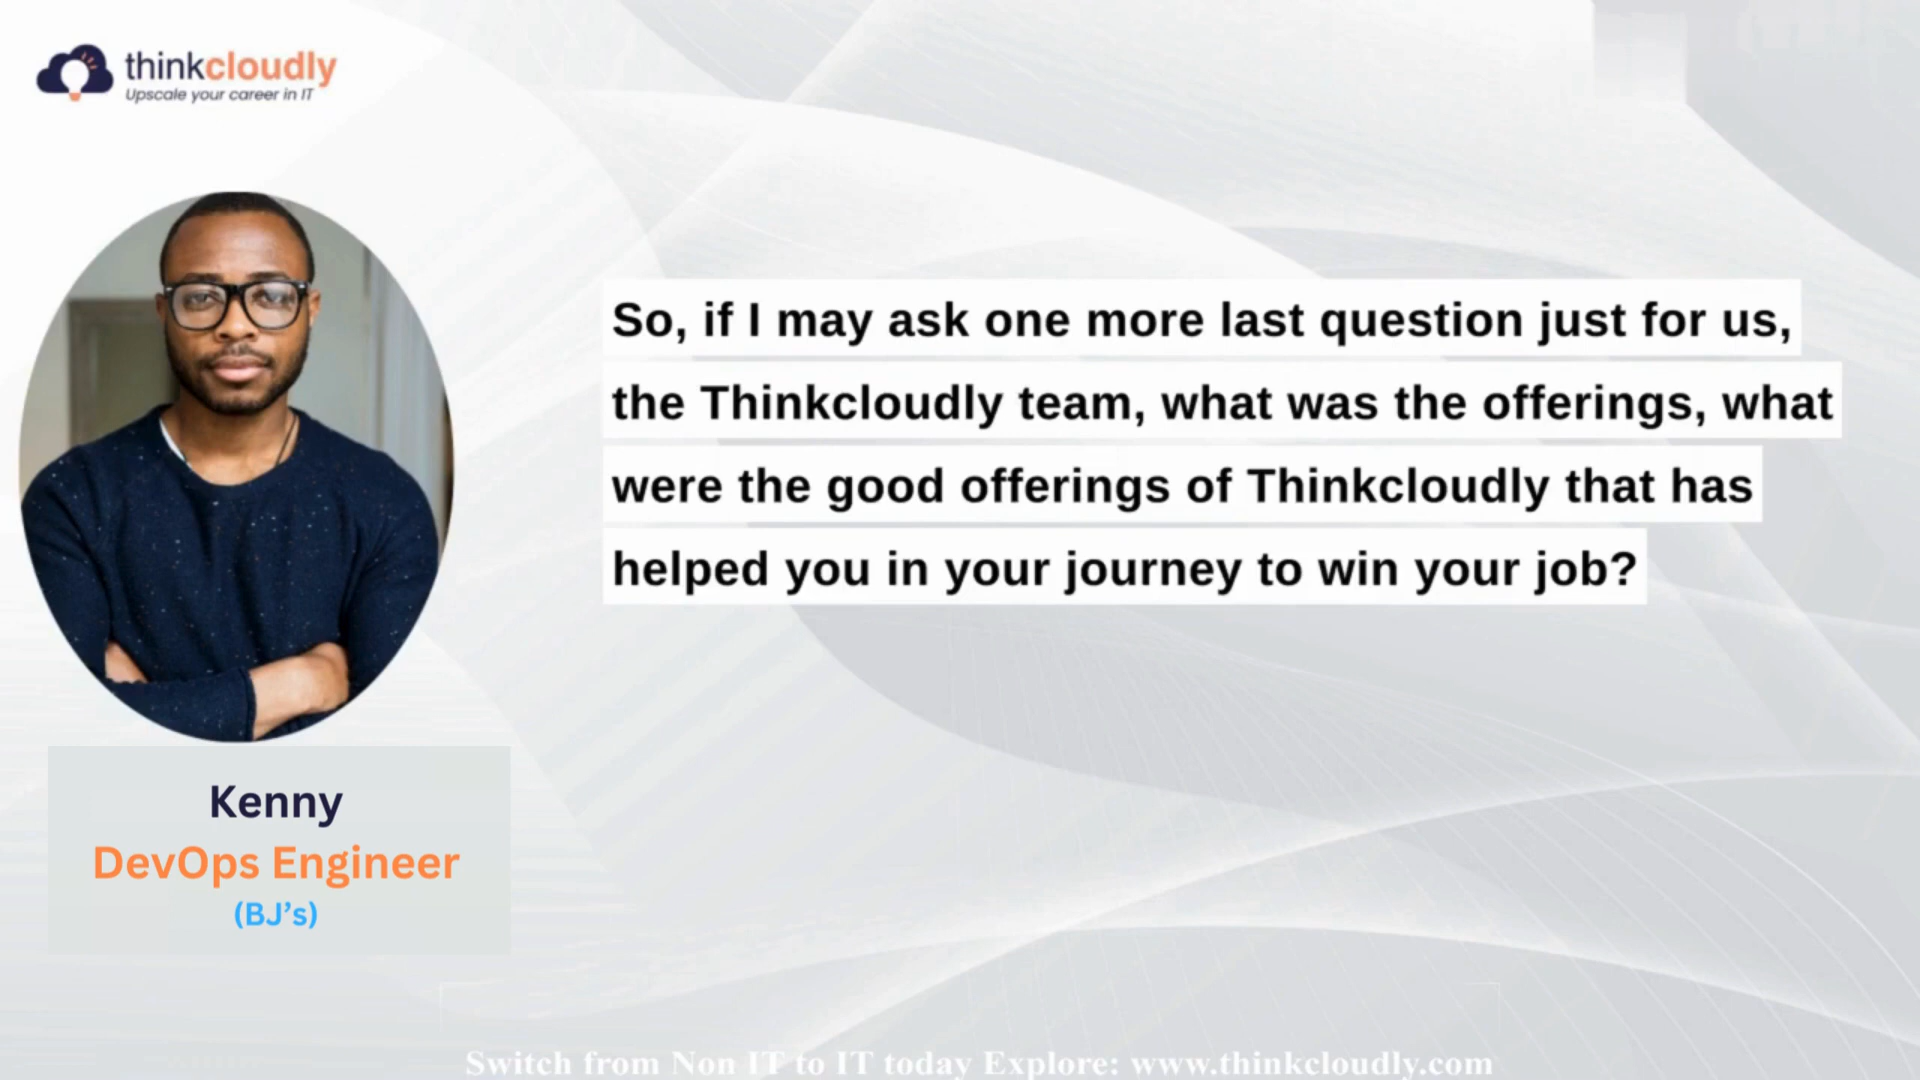 thinkcloudly
Upscale your career in IT
So, if I may ask one more last question just for us,
the Thinkcloudly team, what was the offerings, what
were the good offerings of Thinkcloudly that has
helped you in your journey to win your job?
Kenny
DevOps Engineer
(BJ’s)
Switch from Non IT to IT today Explore: www.thinkcloudly.com